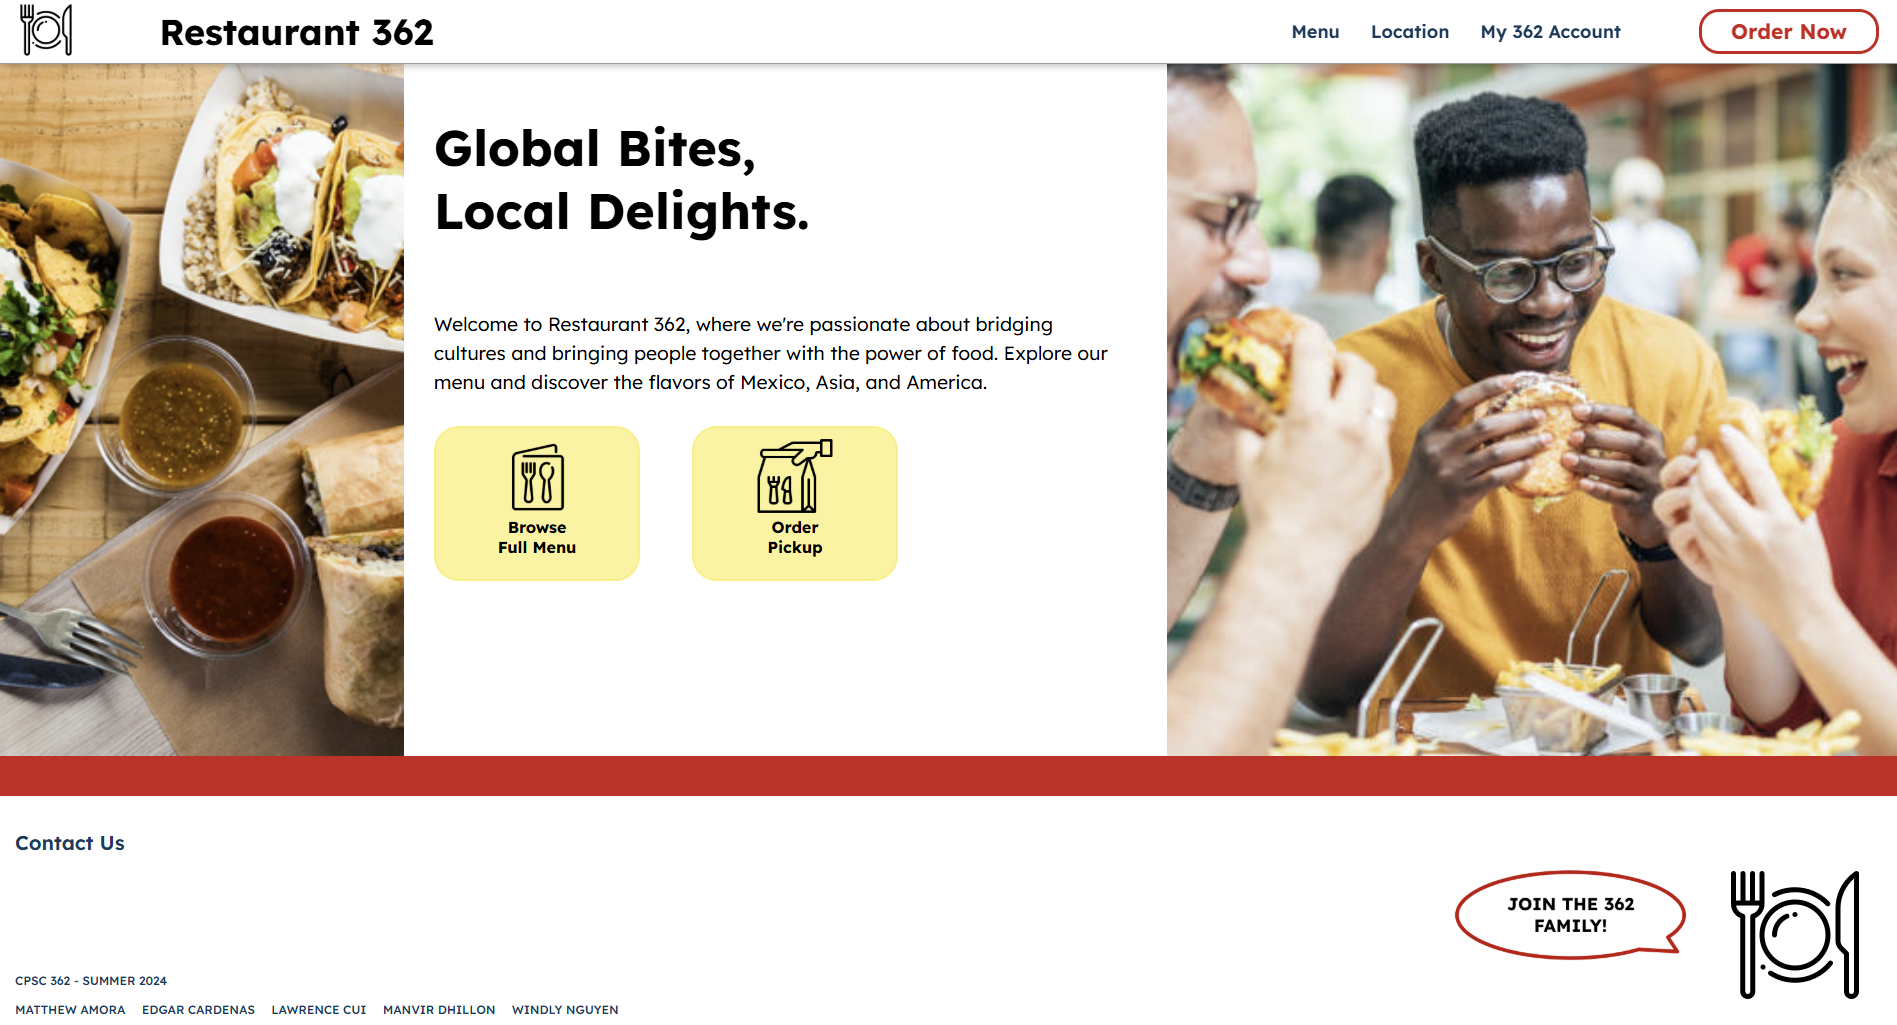 Restaurant 362
Menu
Location
My 362 Account
Order Now
Global Bites,
Local Delights.
Welcome to Restaurant 362, where we're passionate about bridging
cultures and bringing people together with the power of food. Explore our
menu and discover the flavors of Mexico, Asia, and America.
Browse
Full Menu
Order
Pickup
Contact Us
JOIN THE 362
FAMILY!
CPSC 362 - SUMMER 2024
MATTHEW AMORA EDGAR CARDENAS LAWRENCE CUI MANVIR DHILLON WINDLY NGUYEN